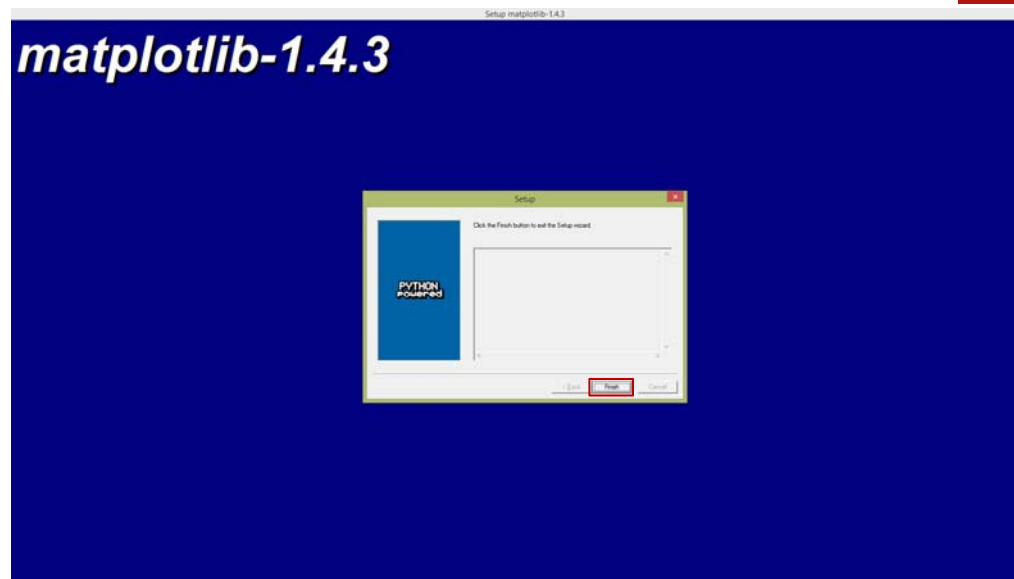 Setup matplotlib-1.4.3
matplotlib-1.4.3
Setup
Click the Finish button to exit the Setup wizard.
PYTHON
powered
< Back
Finish
Cancel